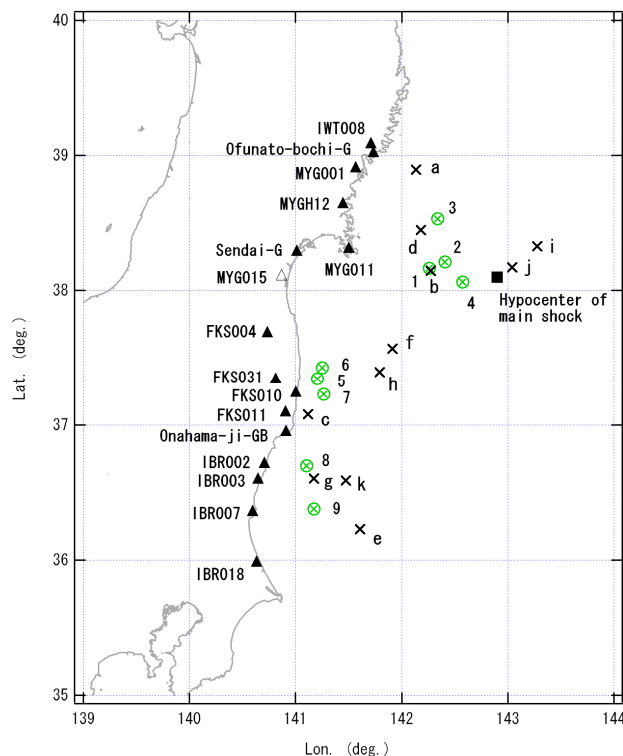 40
IWT008
Ofunato-bochi-G
39
a
MYG001
MYGH12
3
d
2
i
Sendai-G
MYG011
j
MYG015
1
b
4
38
Hypocenter of
main shock
FKS004
f
6
FKS031
5
h
FKS010
7
37
FKS011
c
Onahama-ji-GB
IBR002
8
IBR003
g
k
IBR007
9
e
36
IBR018
35
139
140
141
142
143
144
Lon. (deg.)
Lat. (deg.)